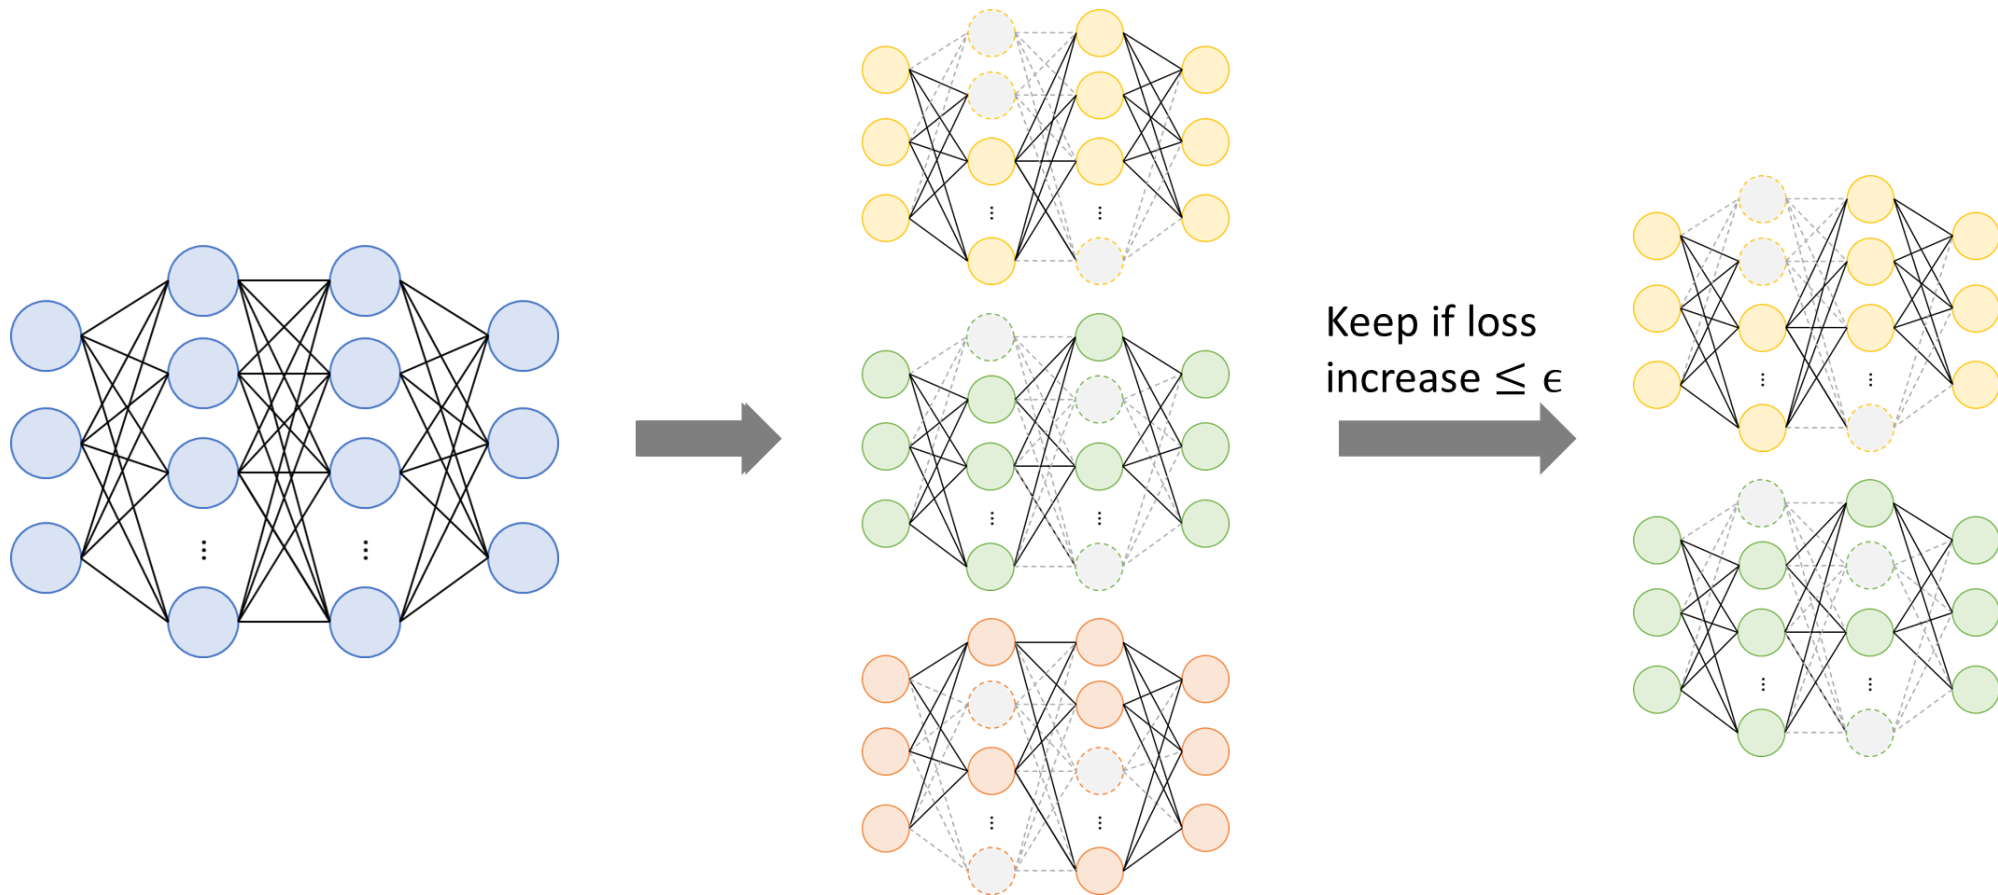 Keep if loss
increase ≤ ϵ